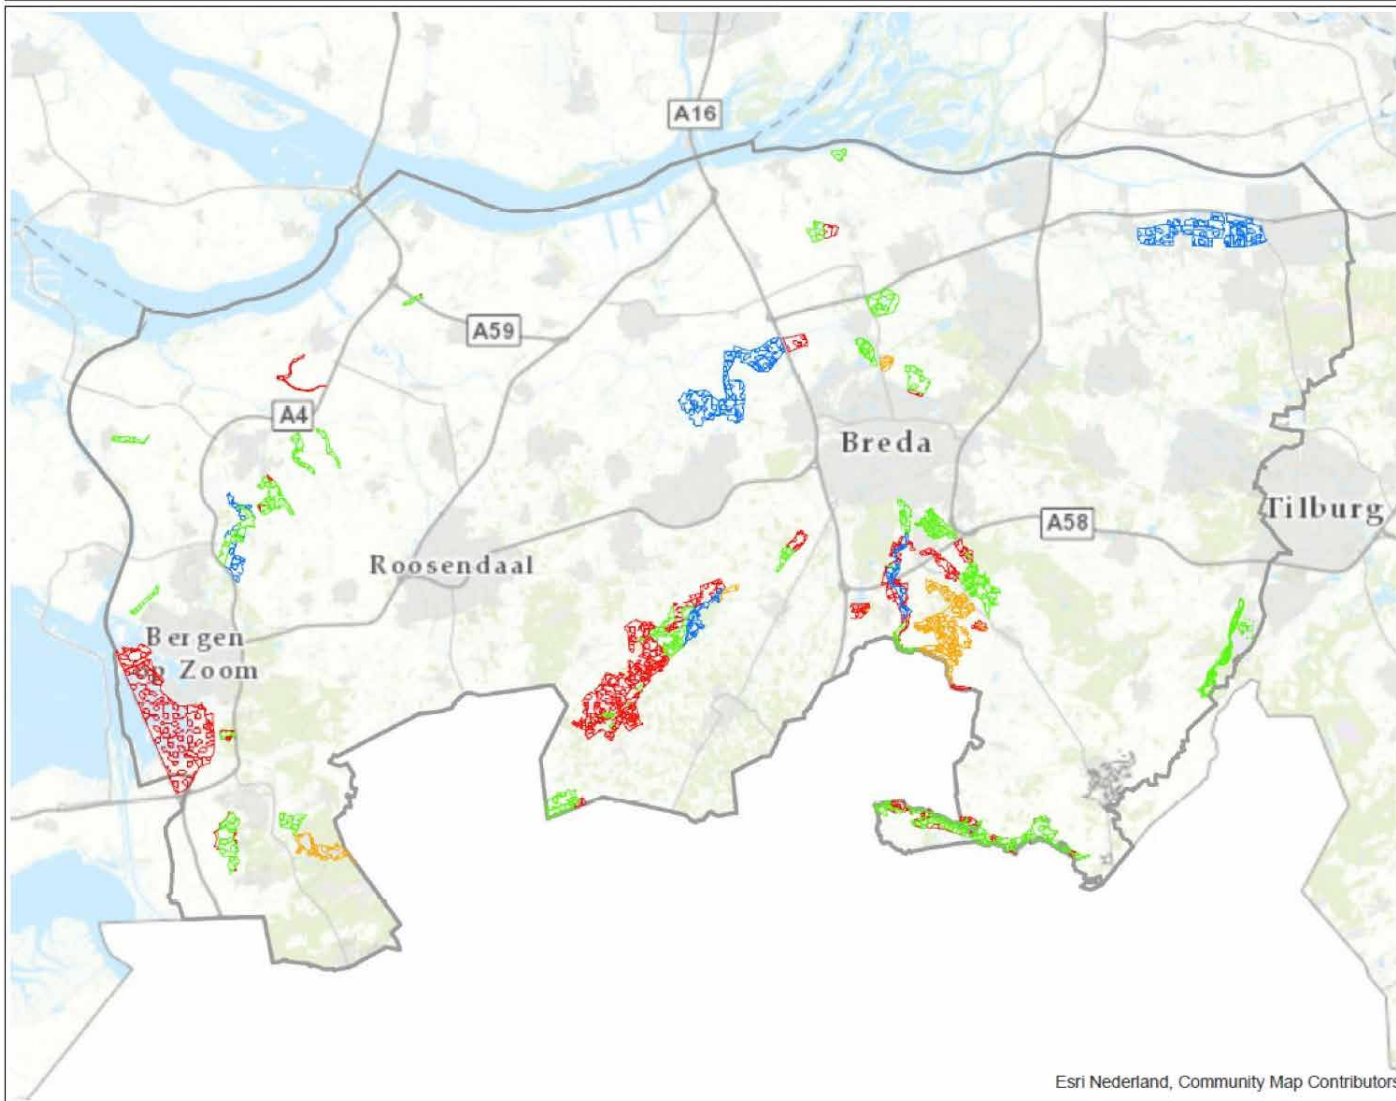 A16
A59
A4
Breda
Tilburg
A58
Roosendaal
Bergen
op Zoom
Esri Nederland, Community Map Contributors